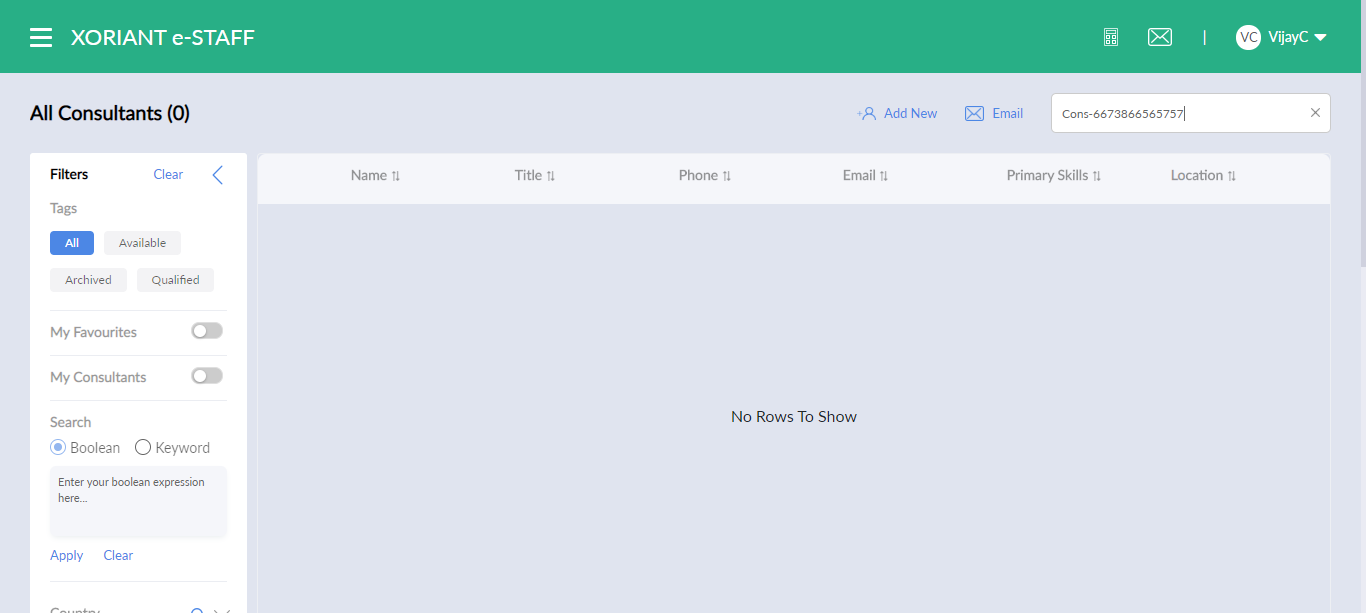 XORIANT e-STAFF
|
VC VijayC
All Consultants (0)
Add New
Email
Cons-6673866565757
Filters
Clear
Tags
All
Available
Archived
Qualified
My Favourites
My Consultants
Search
Boolean
Keyword
Enter your boolean expression
here...
Apply
Clear
Country
Name
Title
Phone
Email
Primary Skills
Location
No Rows To Show